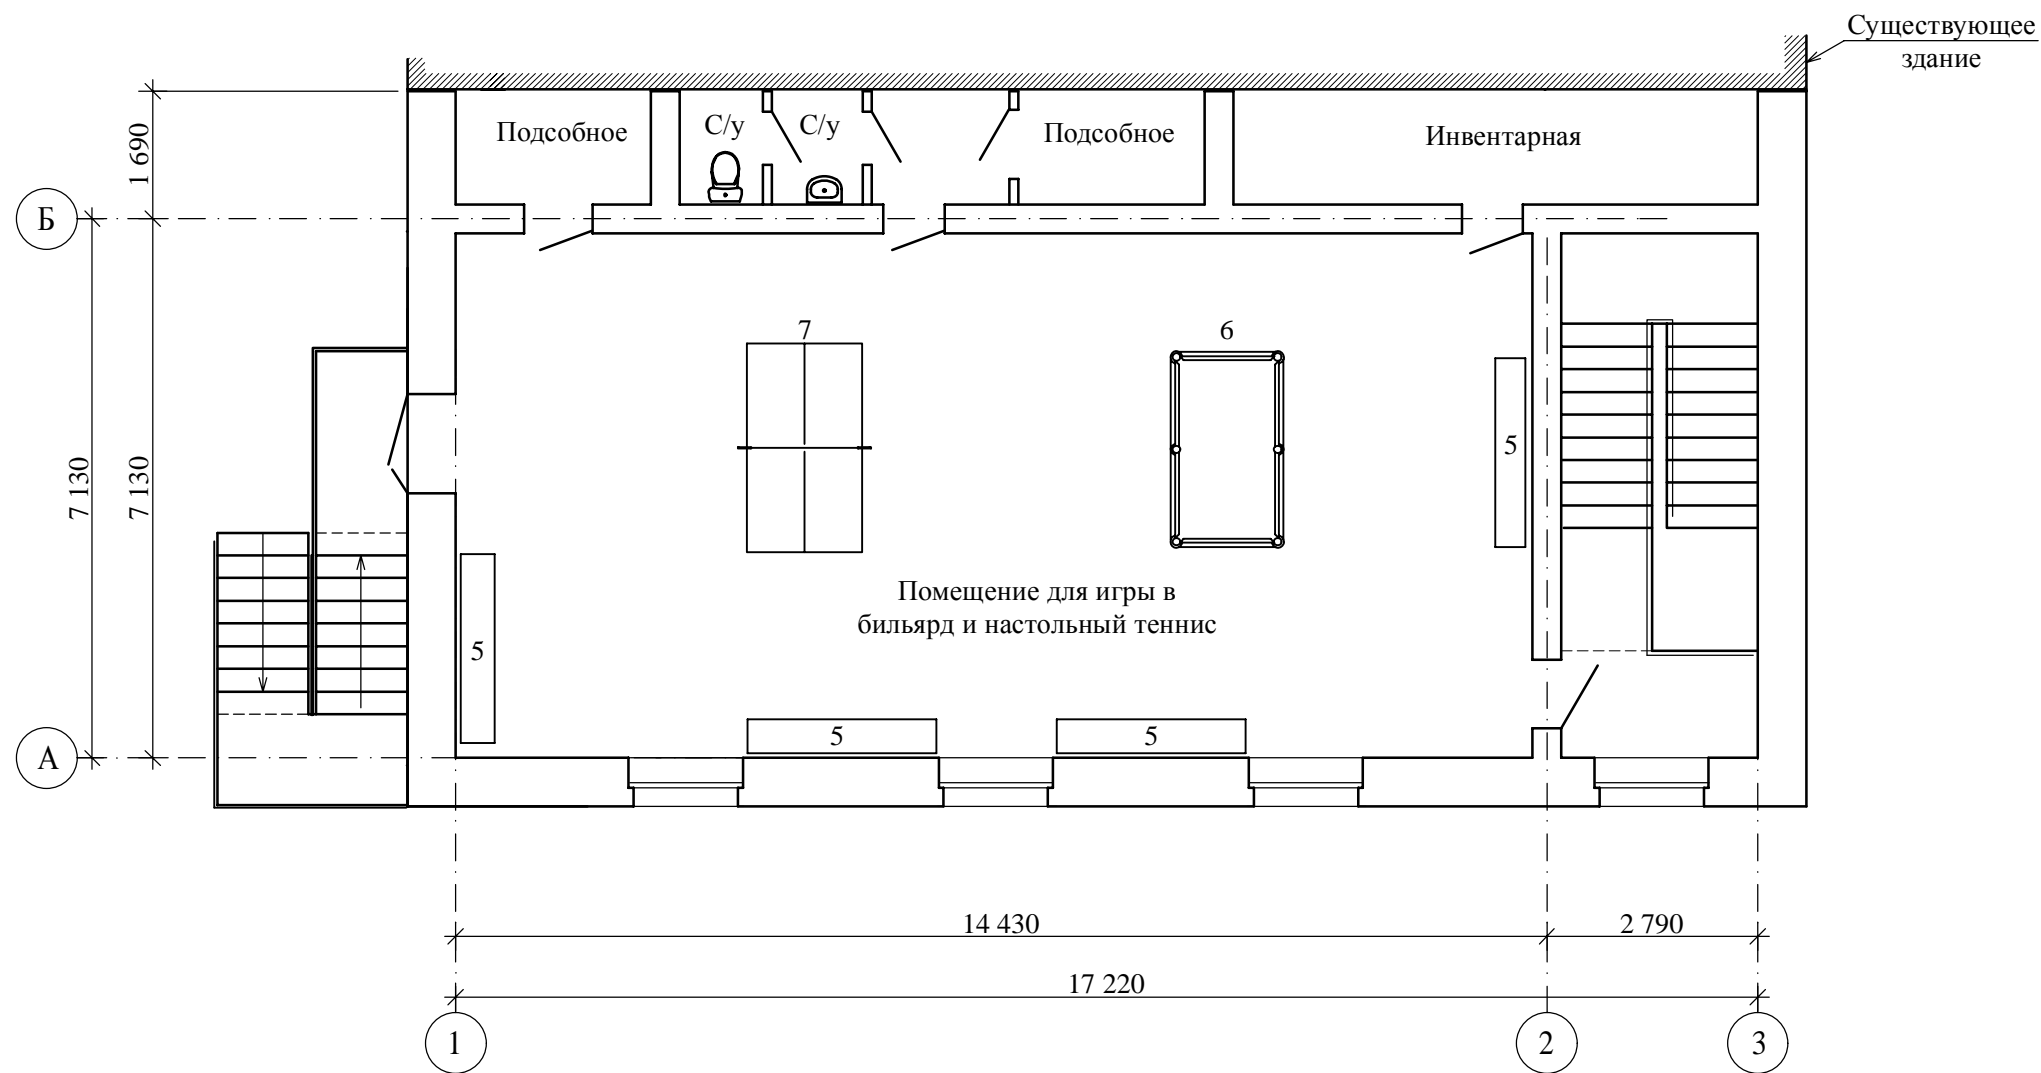 Существующее
здание
Подсобное
С/у
С/у
Подсобное
Инвентарная
1 690
Б
7
6
5
7 130
7 130
Помещение для игры в
бильярд и настольный теннис
5
5
5
А
14 430
2 790
17 220
1
2
3